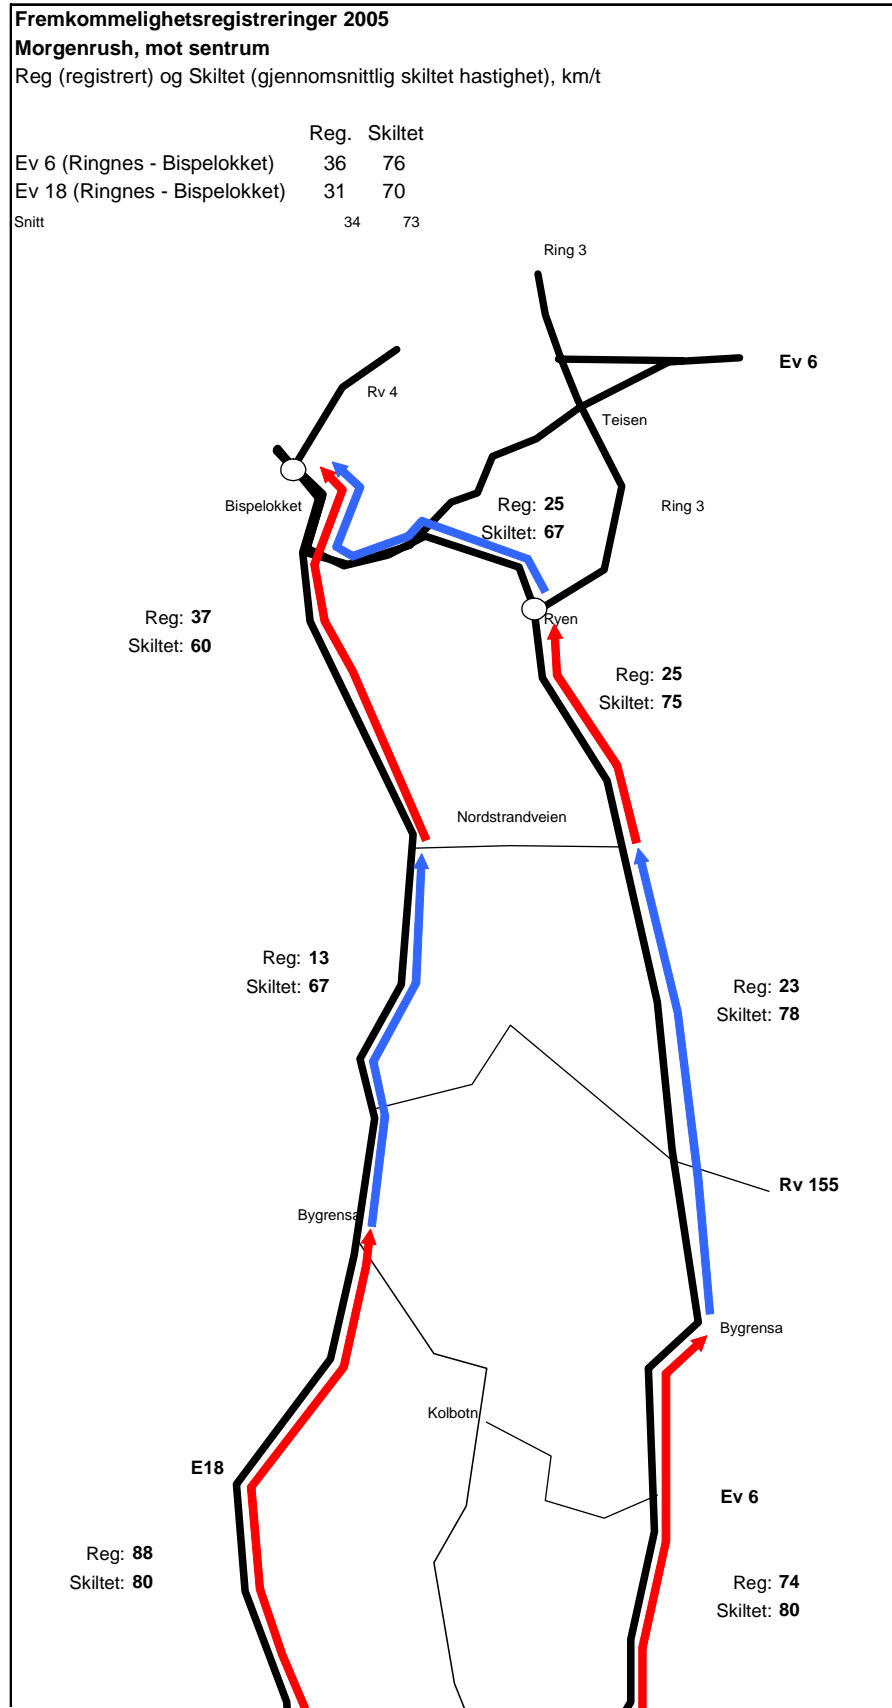 Fremkommelighetsregistreringer 2005
Morgenrush, mot sentrum
Reg (registrert) og Skiltet (gjennomsnittlig skiltet hastighet), km/t
Reg. Skiltet
Ev 6 (Ringnes - Bispelokket) 36 76
Ev 18 (Ringnes - Bispelokket) 31 70
Snitt 34 73
Ring 3
Ev 6
Rv 4
Teisen
Bispelokket
Reg: 25
Skiltet: 67
Ring 3
Ryen
Reg: 37
Skiltet: 60
Reg: 25
Skiltet: 75
Nordstrandveien
Reg: 13
Skiltet: 67
Reg: 23
Skiltet: 78
Rv 155
Bygrensa
Bygrensa
Kolbotn
E18
Ev 6
Reg: 88
Skiltet: 80
Reg: 74
Skiltet: 80